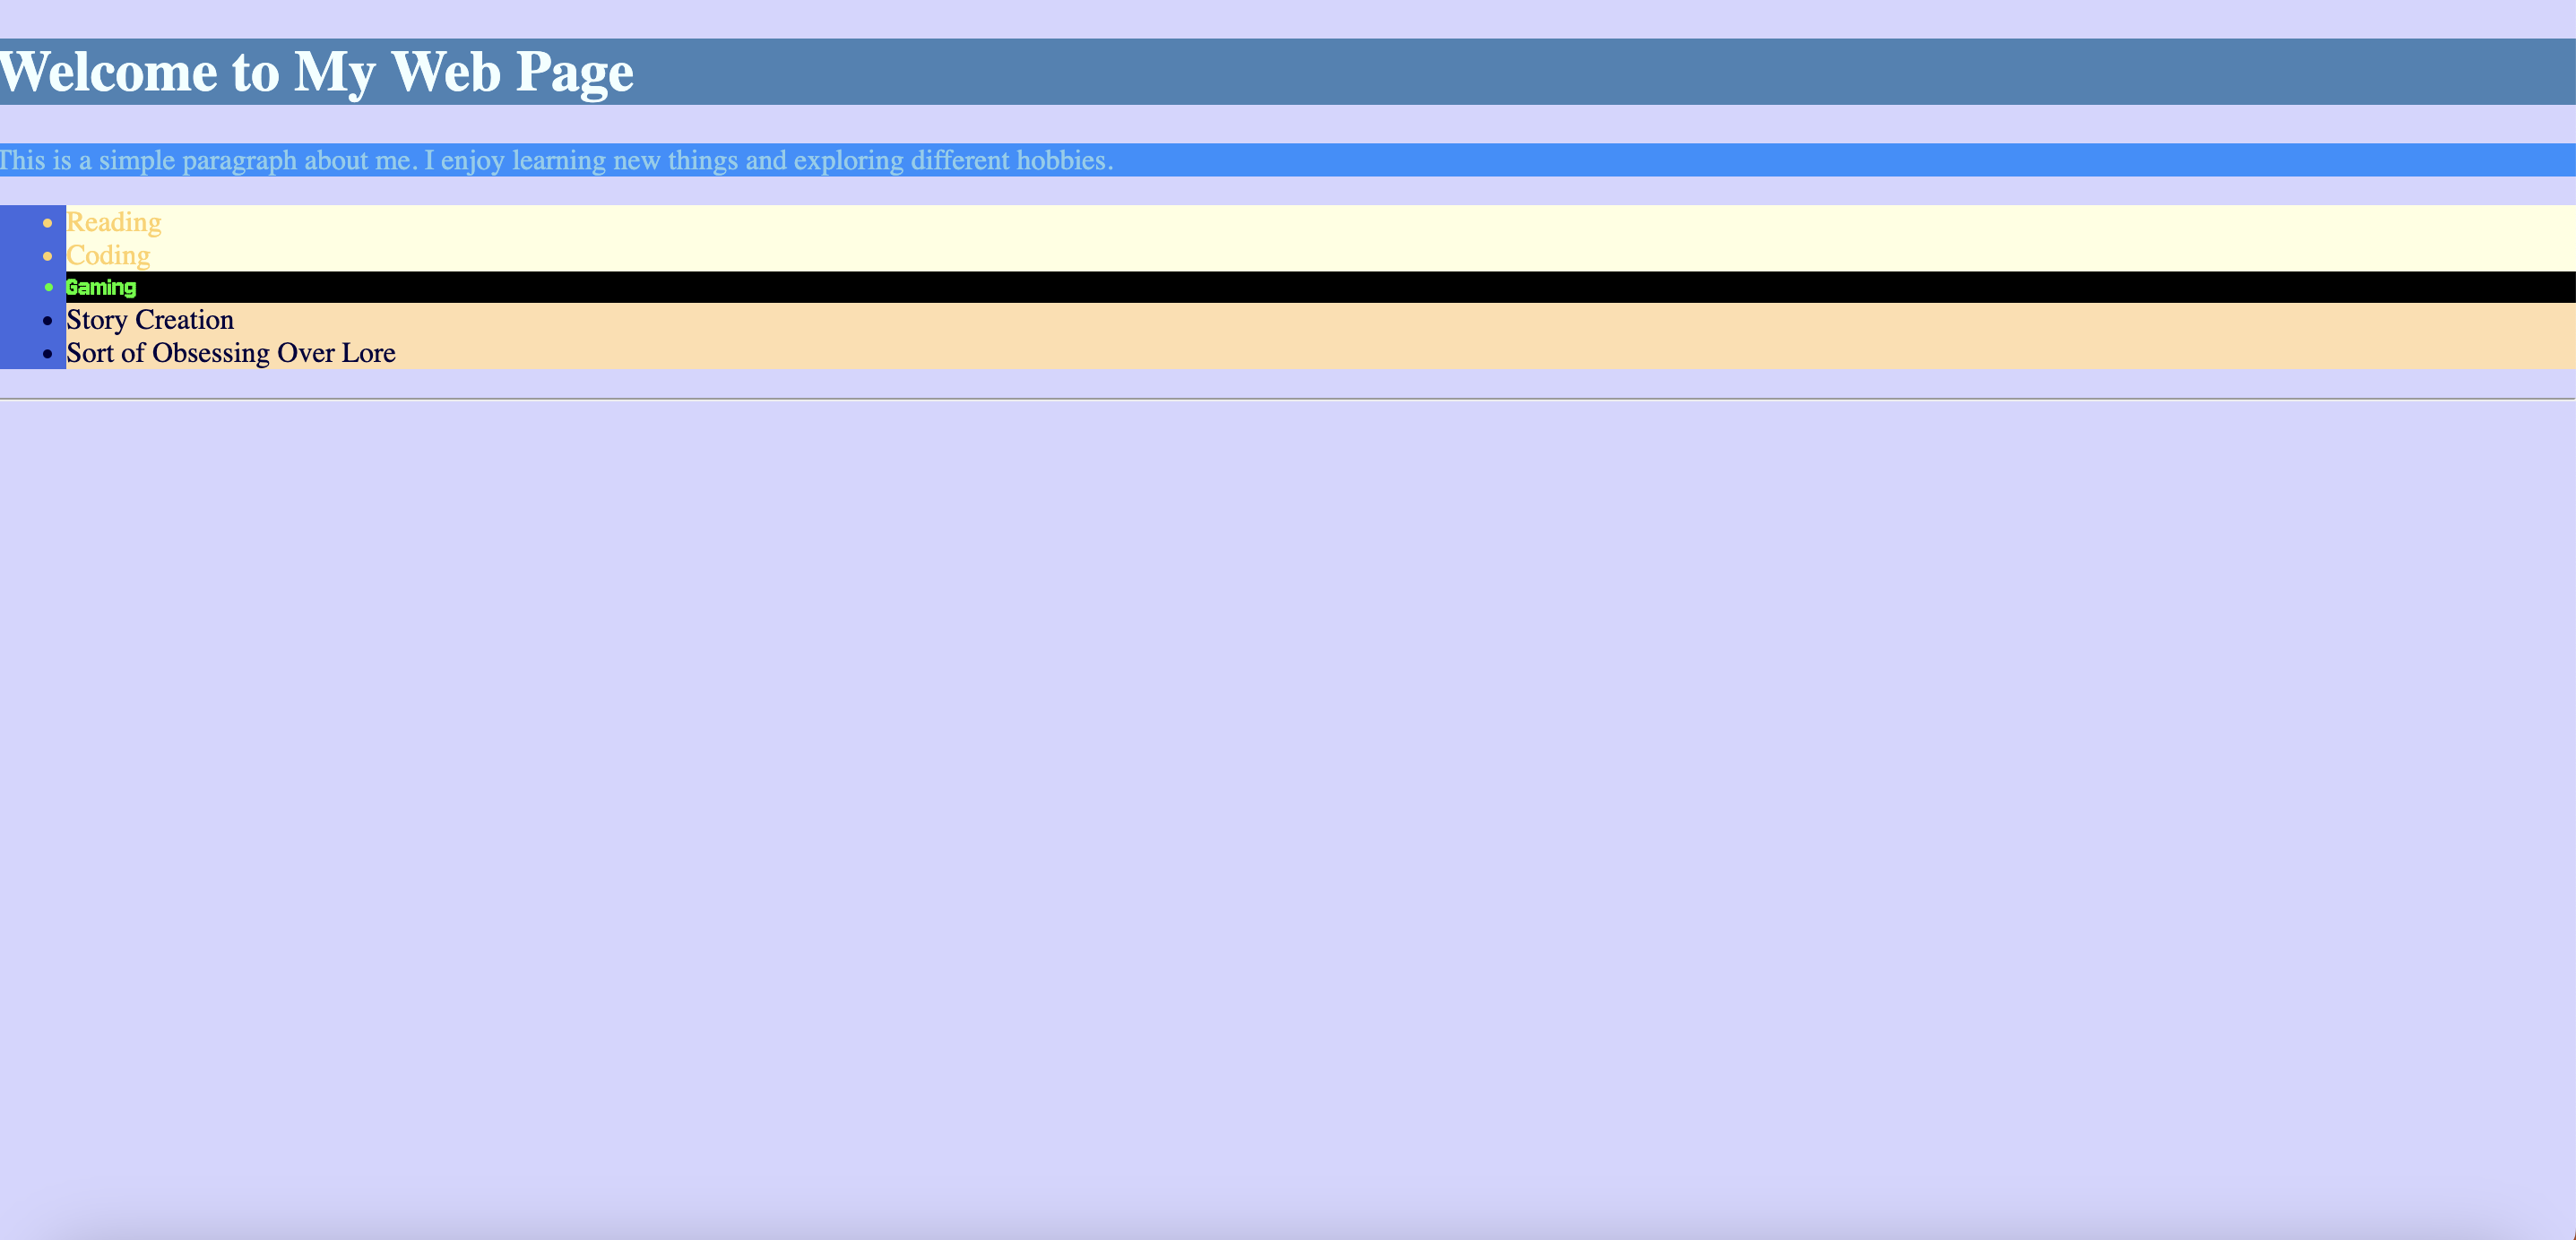 Welcome to My Web Page
This is a simple paragraph about me. I enjoy learning new things and exploring different hobbies.
Reading
Coding
Gaming
Story Creation
Sort of Obsessing Over Lore